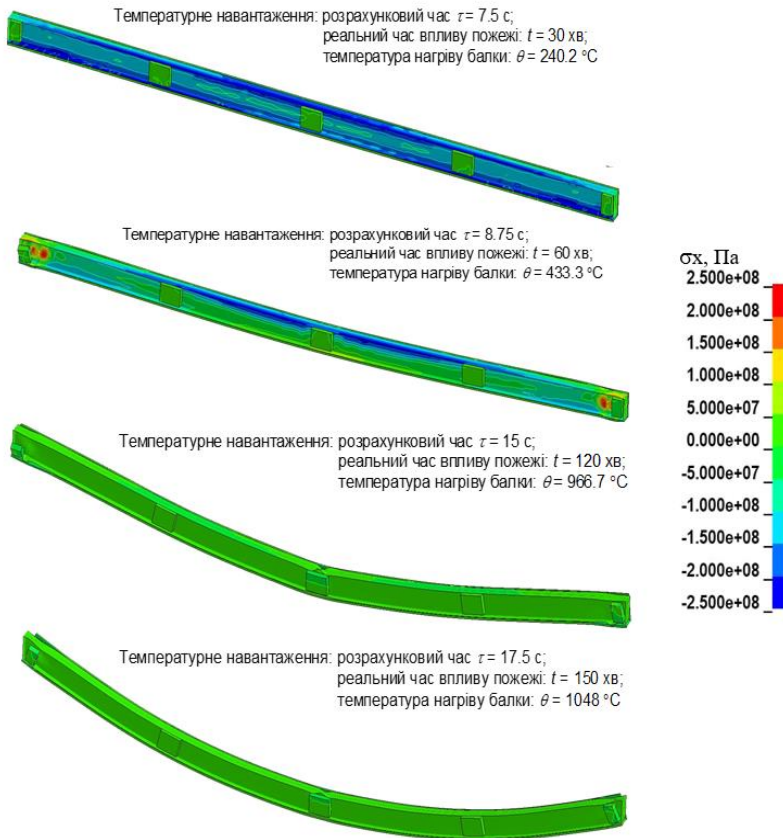 Температурне навантаження: розрахунковий час τ = 7.5 с;
реальний час впливу пожежі: t = 30 хв;
температура нагріву балки: θ = 240.2 °C
Температурне навантаження: розрахунковий час τ = 8.75 с;
реальний час впливу пожежі: t = 60 хв;
температура нагріву балки: θ = 433.3 °C
σx, Па
2.500e+08
2.000e+08
1.500e+08
1.000e+08
5.000e+07
0.000e+00
-5.000e+07
-1.000e+08
-1.500e+08
-2.000e+08
-2.500e+08
Температурне навантаження: розрахунковий час τ = 15 с;
реальний час впливу пожежі: t = 120 хв;
температура нагріву балки: θ = 966.7 °C
Температурне навантаження: розрахунковий час τ = 17.5 с;
реальний час впливу пожежі: t = 150 хв;
температура нагріву балки: θ = 1048 °C